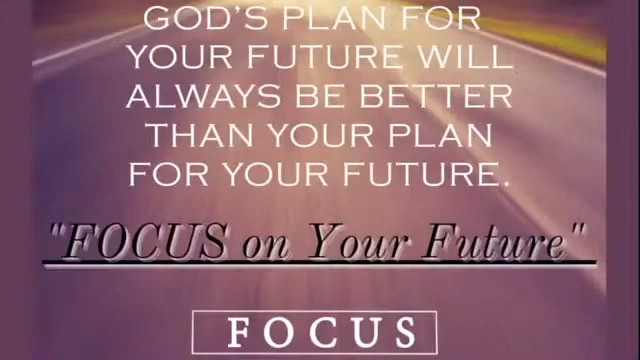 GOD'S PLAN FOR
YOUR FUTURE WILL
ALWAYS BE BETTER
THAN YOUR PLAN
FOR YOUR FUTURE.
"FOCUS on Your Future"
FOCUS